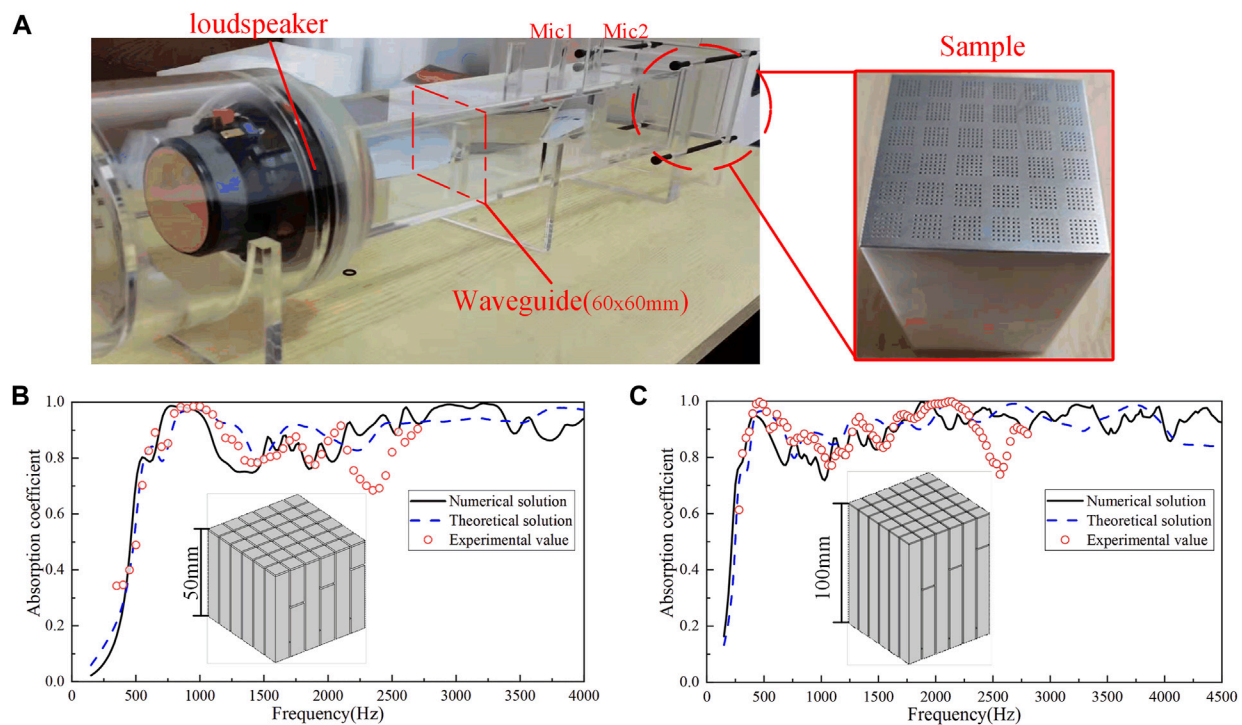 A
loudspeaker
Mic1 Mic2
Sample
Waveguide(60x60mm)
B
Absorption coefficient
1.0
0.8
0.6
0.4
0.2
0.0
50mm
Numerical solution
Theoretical solution
Experimental value
0 500 1000 1500 2000 2500 3000 3500 4000
Frequency(Hz)
C
Absorption coefficient
1.0
0.8
0.6
0.4
0.2
0.0
100mm
Numerical solution
Theoretical solution
Experimental value
0 500 1000 1500 2000 2500 3000 3500 4000 4500
Frequency(Hz)